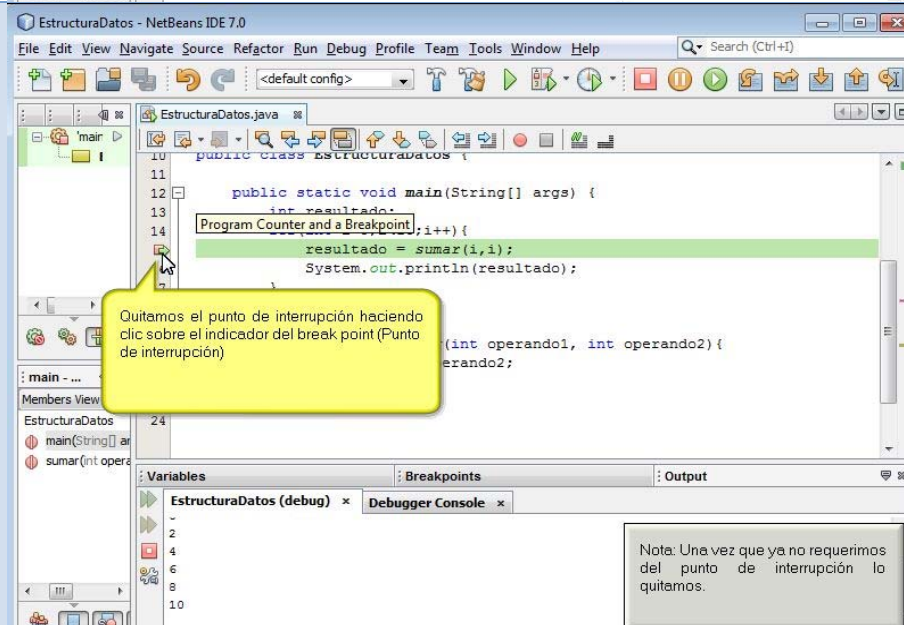 EstructuraDatos - NetBeans IDE 7.0
File Edit View Navigate Source Refactor Run Debug Profile Team Tools Window Help
Search (Ctrl+I)
<default config>
EstructuraDatos.java
'main
10 public class EstructuraDatos {
11
12 public static void main(String[] args) {
13 int resultado;
14 ;i++){
Program Counter and a Breakpoint
resultado = sumar(i,i);
System.out.println(resultado);
}
Quitamos el punto de interrupción haciendo
clic sobre el indicador del break point (Punto
de interrupción)
(int operando1, int operando2){
erando2;
24
main - ...
Members View
EstructuraDatos
main(String[] ar
sumar(int opera
Variables
Breakpoints
Output
EstructuraDatos (debug)
Debugger Console
2
4
6
8
10
Nota: Una vez que ya no requerimos
del punto de interrupción lo
quitamos.